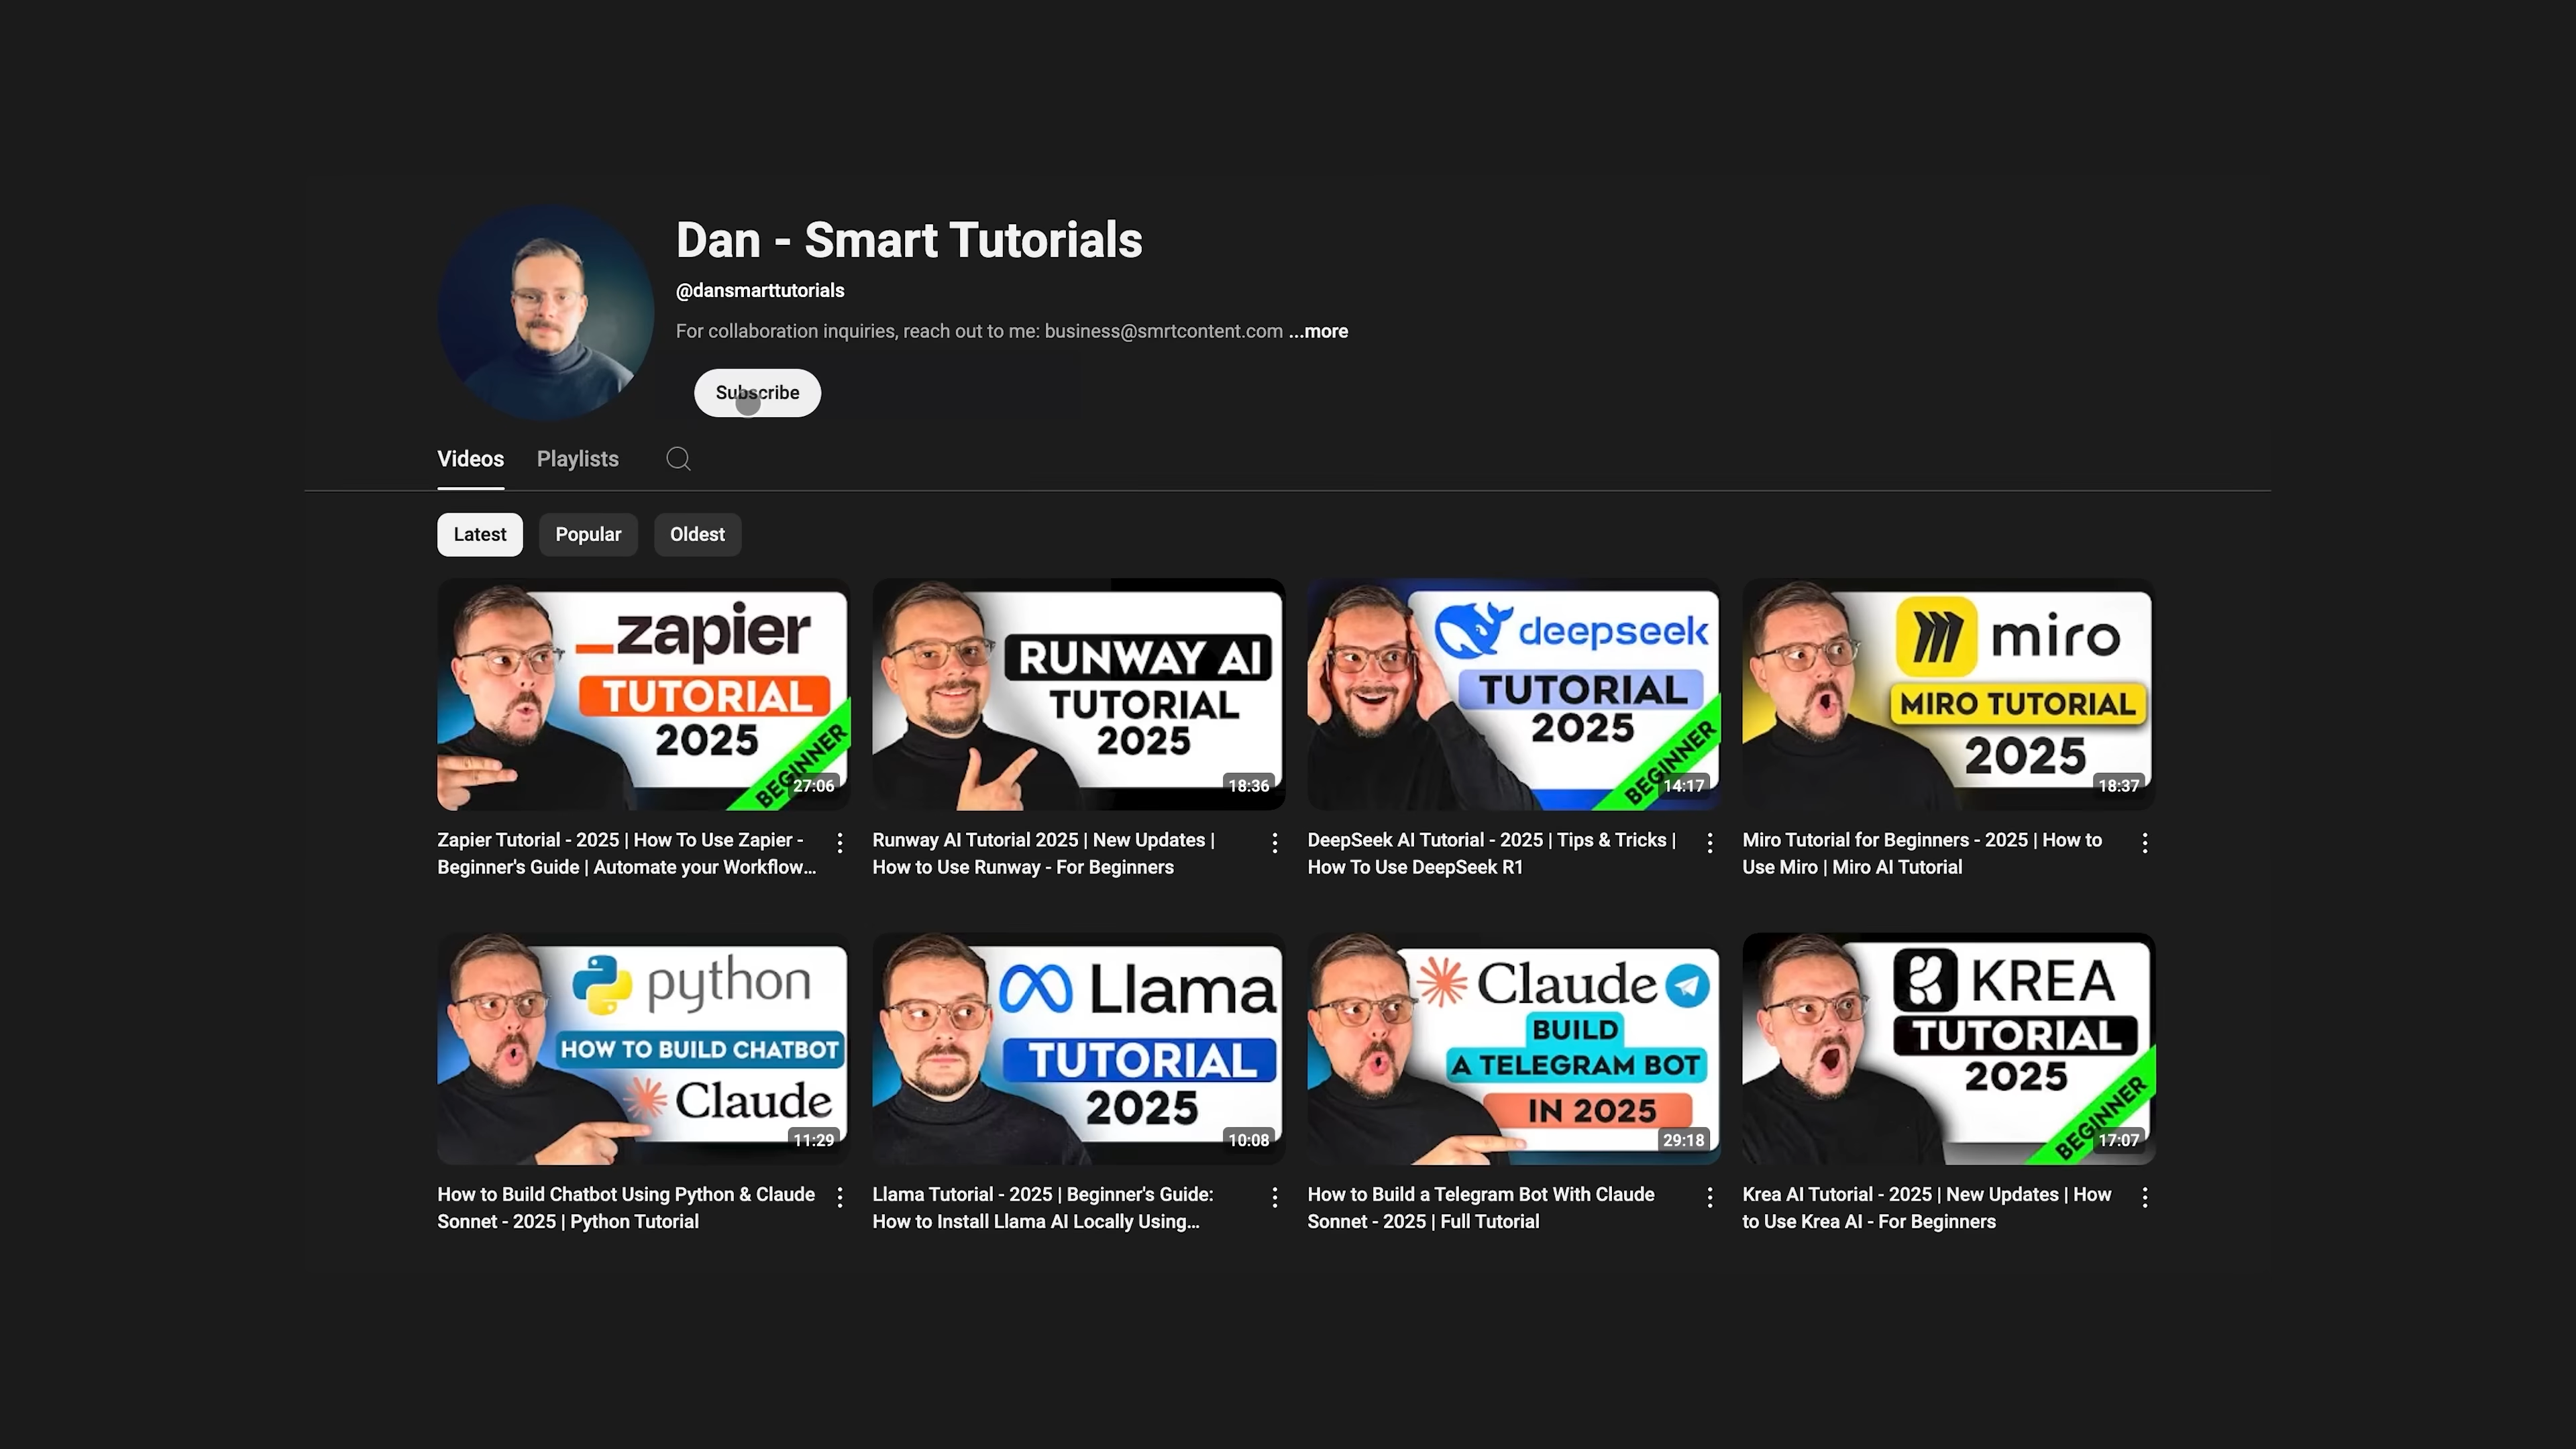 Dan - Smart Tutorials
@dansmarttutorials
For collaboration inquiries, reach out to me: business@smrtcontent.com ...more
Subscribe
Videos Playlists
Latest Popular Oldest
_zapier
TUTORIAL
2025
BEGINNER
27:06
RUNWAY AI
TUTORIAL
2025
18:36
deepseek
TUTORIAL
2025
BEGINNER
14:17
miro
MIRO TUTORIAL
2025
18:37
Zapier Tutorial - 2025 | How To Use Zapier -
Beginner's Guide | Automate your Workflow...
Runway AI Tutorial 2025 | New Updates |
How to Use Runway - For Beginners
DeepSeek AI Tutorial - 2025 | Tips & Tricks |
How To Use DeepSeek R1
Miro Tutorial for Beginners - 2025 | How to
Use Miro | Miro AI Tutorial
python
HOW TO BUILD CHATBOT
Claude
11:29
Llama
TUTORIAL
2025
10:08
Claude
BUILD
A TELEGRAM BOT
IN 2025
29:18
KREA
TUTORIAL
2025
BEGINNER
17:07
How to Build Chatbot Using Python & Claude
Sonnet - 2025 | Python Tutorial
Llama Tutorial - 2025 | Beginner's Guide:
How to Install Llama AI Locally Using...
How to Build a Telegram Bot With Claude
Sonnet - 2025 | Full Tutorial
Krea AI Tutorial - 2025 | New Updates | How
to Use Krea AI - For Beginners